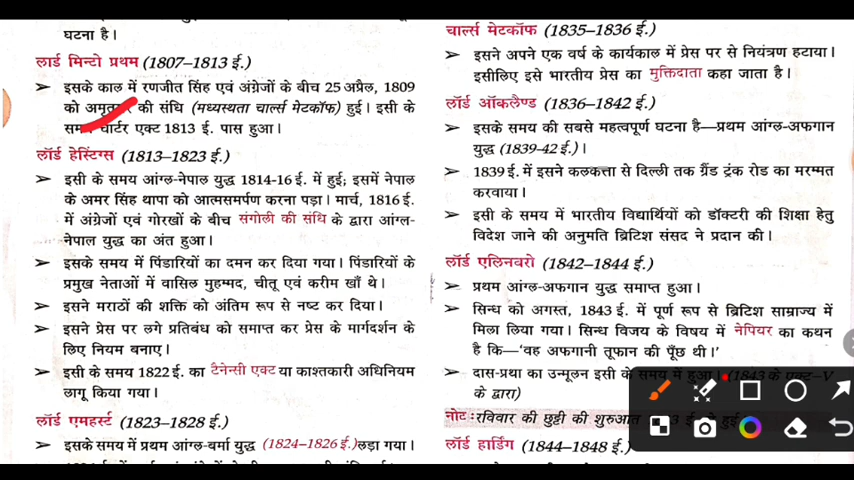 घटना है।
लार्ड मिन्टो प्रथम (1807–1813 ई.)
➤ इसके काल में रणजीत सिंह एवं अंग्रेजों के बीच 25 अप्रैल, 1809
को की संधि (मध्यस्थता चार्ल्स मेटकॉफ) हुई। इसी के
चार्टर एक्ट 1813 ई. पास हुआ।
लॉर्ड हेस्टिंग्स (1813–1823 ई.)
➤ इसी के समय आंग्ल-नेपाल युद्ध 1814-16 ई. में हुई; इसमें नेपाल
के अमर सिंह थापा को आत्मसमर्पण करना पड़ा। मार्च, 1816 ई.
में अंग्रेजों एवं गोरखों के बीच संगोली की संधि के द्वारा आंग्ल-
नेपाल युद्ध का अंत हुआ।
➤ इसके समय में पिंडारियों का दमन कर दिया गया। पिंडारियों के
प्रमुख नेताओं में वासिल मुहम्मद, चीतू एवं करीम खाँ थे।
➤ इसने मराठों की शक्ति को अंतिम रूप से नष्ट कर दिया।
➤ इसने प्रेस पर लगे प्रतिबंध को समाप्त कर प्रेस के मार्गदर्शन के
लिए नियम बनाए।
➤ इसी के समय 1822 ई. का टैनेन्सी एक्ट या काश्तकारी अधिनियम
लागू किया गया।
लॉर्ड एमहर्स्ट (1823–1828 ई.)
➤ इसके समय में प्रथम आंग्ल-बर्मा युद्ध (1824–1826 ई.) लड़ा गया।
चार्ल्स मेटकॉफ (1835–1836 ई.)
➤ इसने अपने एक वर्ष के कार्यकाल में प्रेस पर से नियंत्रण हटाया।
इसीलिए इसे भारतीय प्रेस का मुक्तिदाता कहा जाता है।
लॉर्ड ऑकलैण्ड (1836–1842 ई.)
➤ इसके समय की सबसे महत्वपूर्ण घटना है—प्रथम आंग्ल-अफगान
युद्ध (1839-42 ई.)।
➤ 1839 ई. में इसने कलकत्ता से दिल्ली तक ग्रैंड ट्रंक रोड का मरम्मत
करवाया।
➤ इसी के समय में भारतीय विद्यार्थियों को डॉक्टरी की शिक्षा हेतु
विदेश जाने की अनुमति ब्रिटिश संसद ने प्रदान की।
लॉर्ड एलिनबरो (1842–1844 ई.)
➤ प्रथम आंग्ल-अफगान युद्ध समाप्त हुआ।
➤ सिन्ध को अगस्त, 1843 ई. में पूर्ण रूप से ब्रिटिश साम्राज्य में
मिला लिया गया। सिन्ध विजय के विषय में नेपियर का कथन
है कि–'वह अफगानी तूफान की पूँछ थी।'
➤ दास-प्रथा का उन्मूलन इसी के समय में हुआ। (1843 के एक्ट–V
के द्वारा)
नोट : रविवार की छुट्टी की शुरुआत ई. से हुई
लॉर्ड हार्डिंग (1844–1848 ई.)